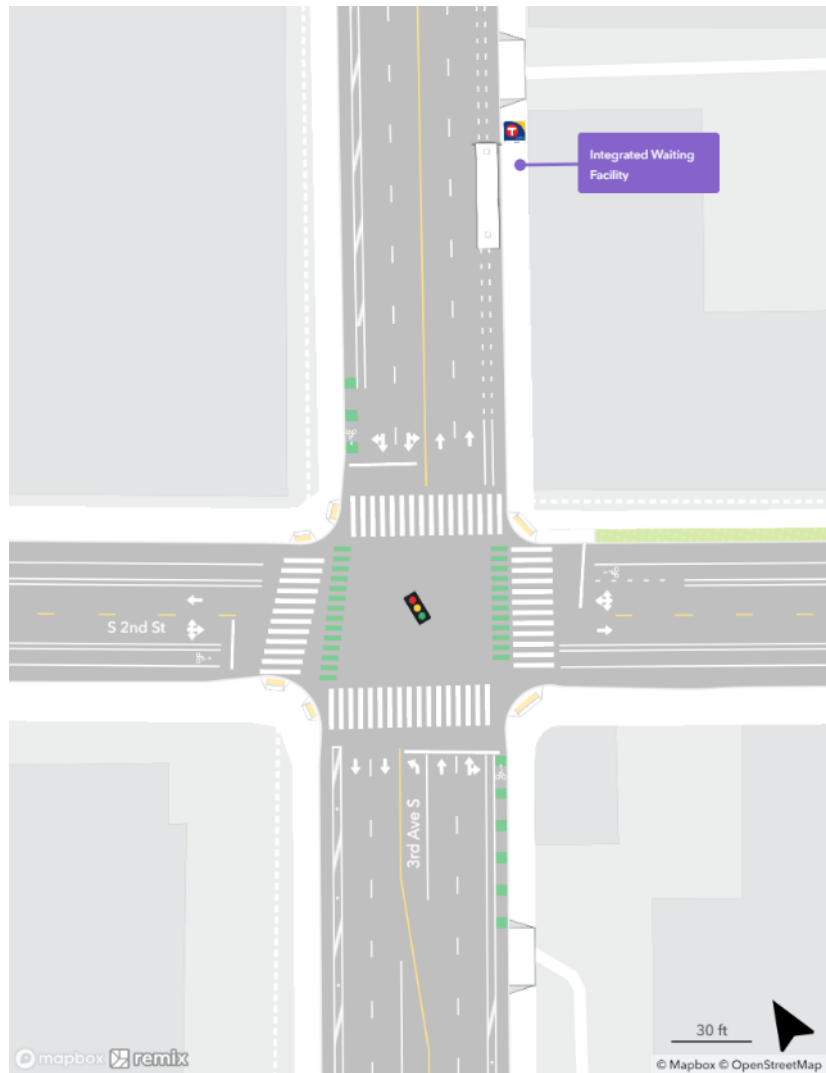 T
Integrated Waiting
Facility
S 2nd St
3rd Ave S
30 ft
mapbox remix
© Mapbox © OpenStreetMap